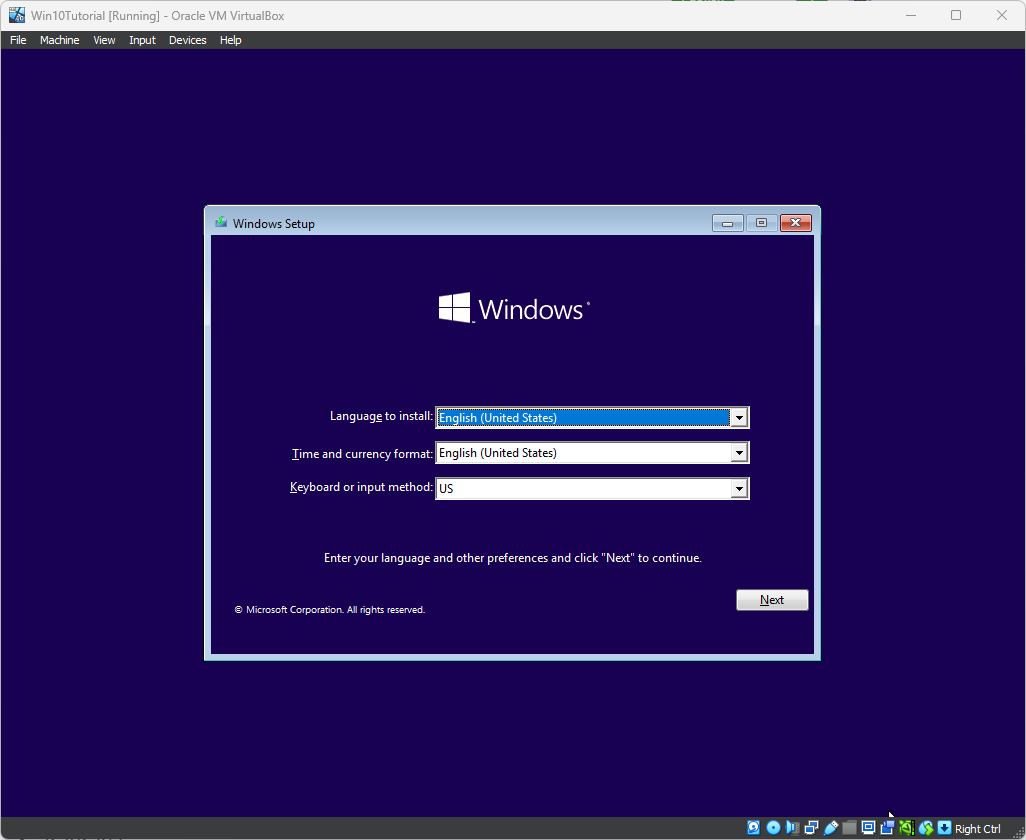 Win10Tutorial [Running] - Oracle VM VirtualBox
File Machine View Input Devices Help
Windows Setup
Windows
Language to install: English (United States)
Time and currency format: English (United States)
Keyboard or input method: US
Enter your language and other preferences and click "Next" to continue.
© Microsoft Corporation. All rights reserved.
Next
Right Ctrl